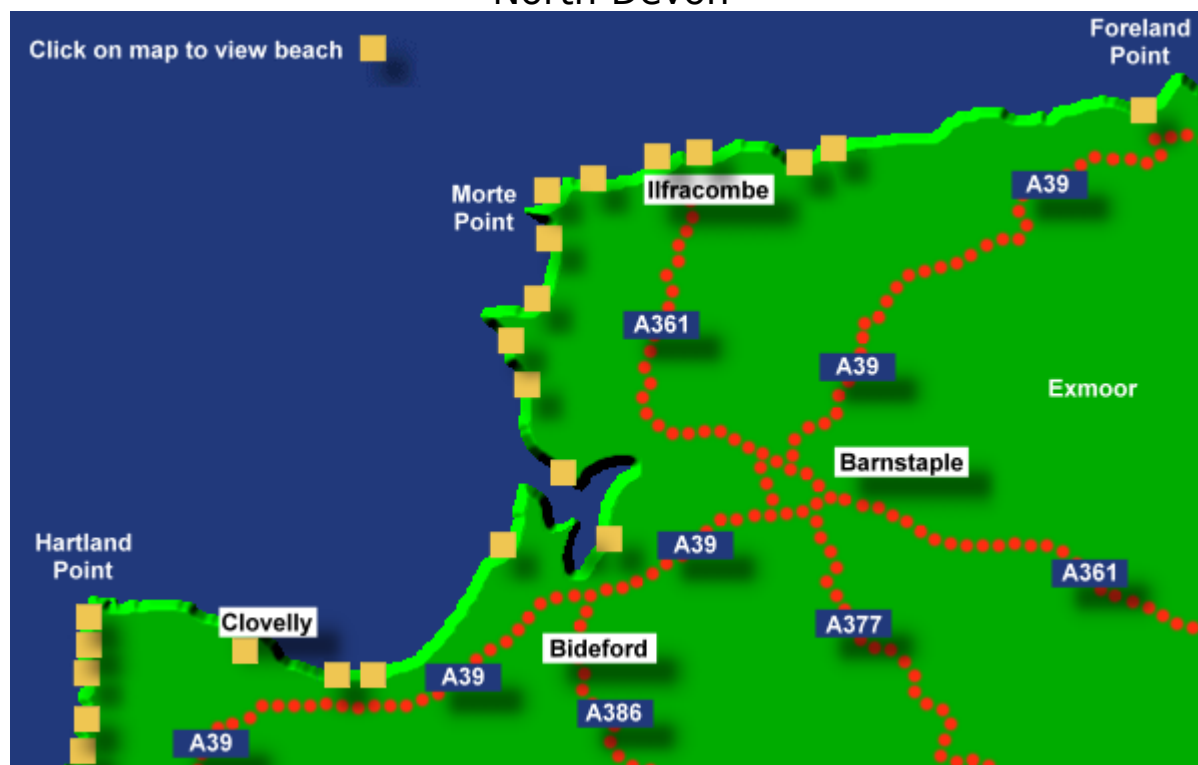 North Devon
Click on map to view beach
Foreland
Point
Morte
Point
Ilfracombe
A39
A361
A39
Exmoor
Barnstaple
Hartland
Point
A39
A361
Clovelly
A377
Bideford
A39
A386
A39